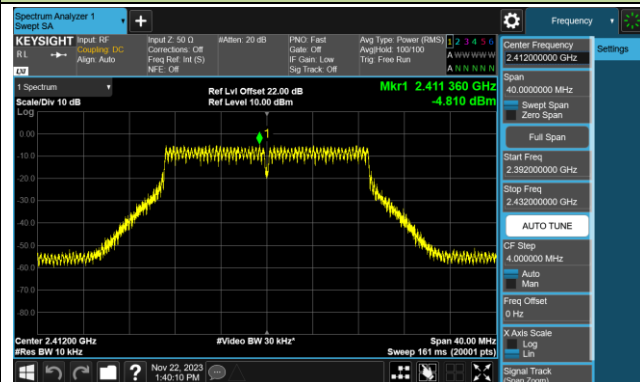 Spectrum Analyzer 1
Swept SA
Frequency
KEYSIGHT
Input: RF
Input Z: 50 Ω
#Atten: 20 dB
PNO: Fast
Avg Type: Power (RMS)
1 2 3 4 5 6
RL
Coupling: DC
Corrections: Off
Gate: Off
Avg|Hold: 100/100
A W W W W W
Align: Auto
Freq Ref: Int (S)
IF Gain: Low
Trig: Free Run
LXI
NFE: Off
Sig Track: Off
A N N N N N
1 Spectrum
Ref Lvl Offset 22.00 dB
Mkr1 2.411 360 GHz
Scale/Div 10 dB
Ref Level 10.00 dBm
-4.810 dBm
Log
1
0.00
-10.0
-20.0
-30.0
-40.0
-50.0
-60.0
-70.0
-80.0
Center 2.41200 GHz
#Video BW 30 kHz*
Span 40.00 MHz
#Res BW 10 kHz
Sweep 161 ms (20001 pts)
Nov 22, 2023
1:40:10 PM
?
Center Frequency
2.412000000 GHz
Settings
Span
40.0000000 MHz
Swept Span
Zero Span
Full Span
Start Freq
2.392000000 GHz
Stop Freq
2.432000000 GHz
AUTO TUNE
CF Step
4.000000 MHz
Auto
Man
Freq Offset
0 Hz
X Axis Scale
Log
Lin
Signal Track
(Span Zoom)